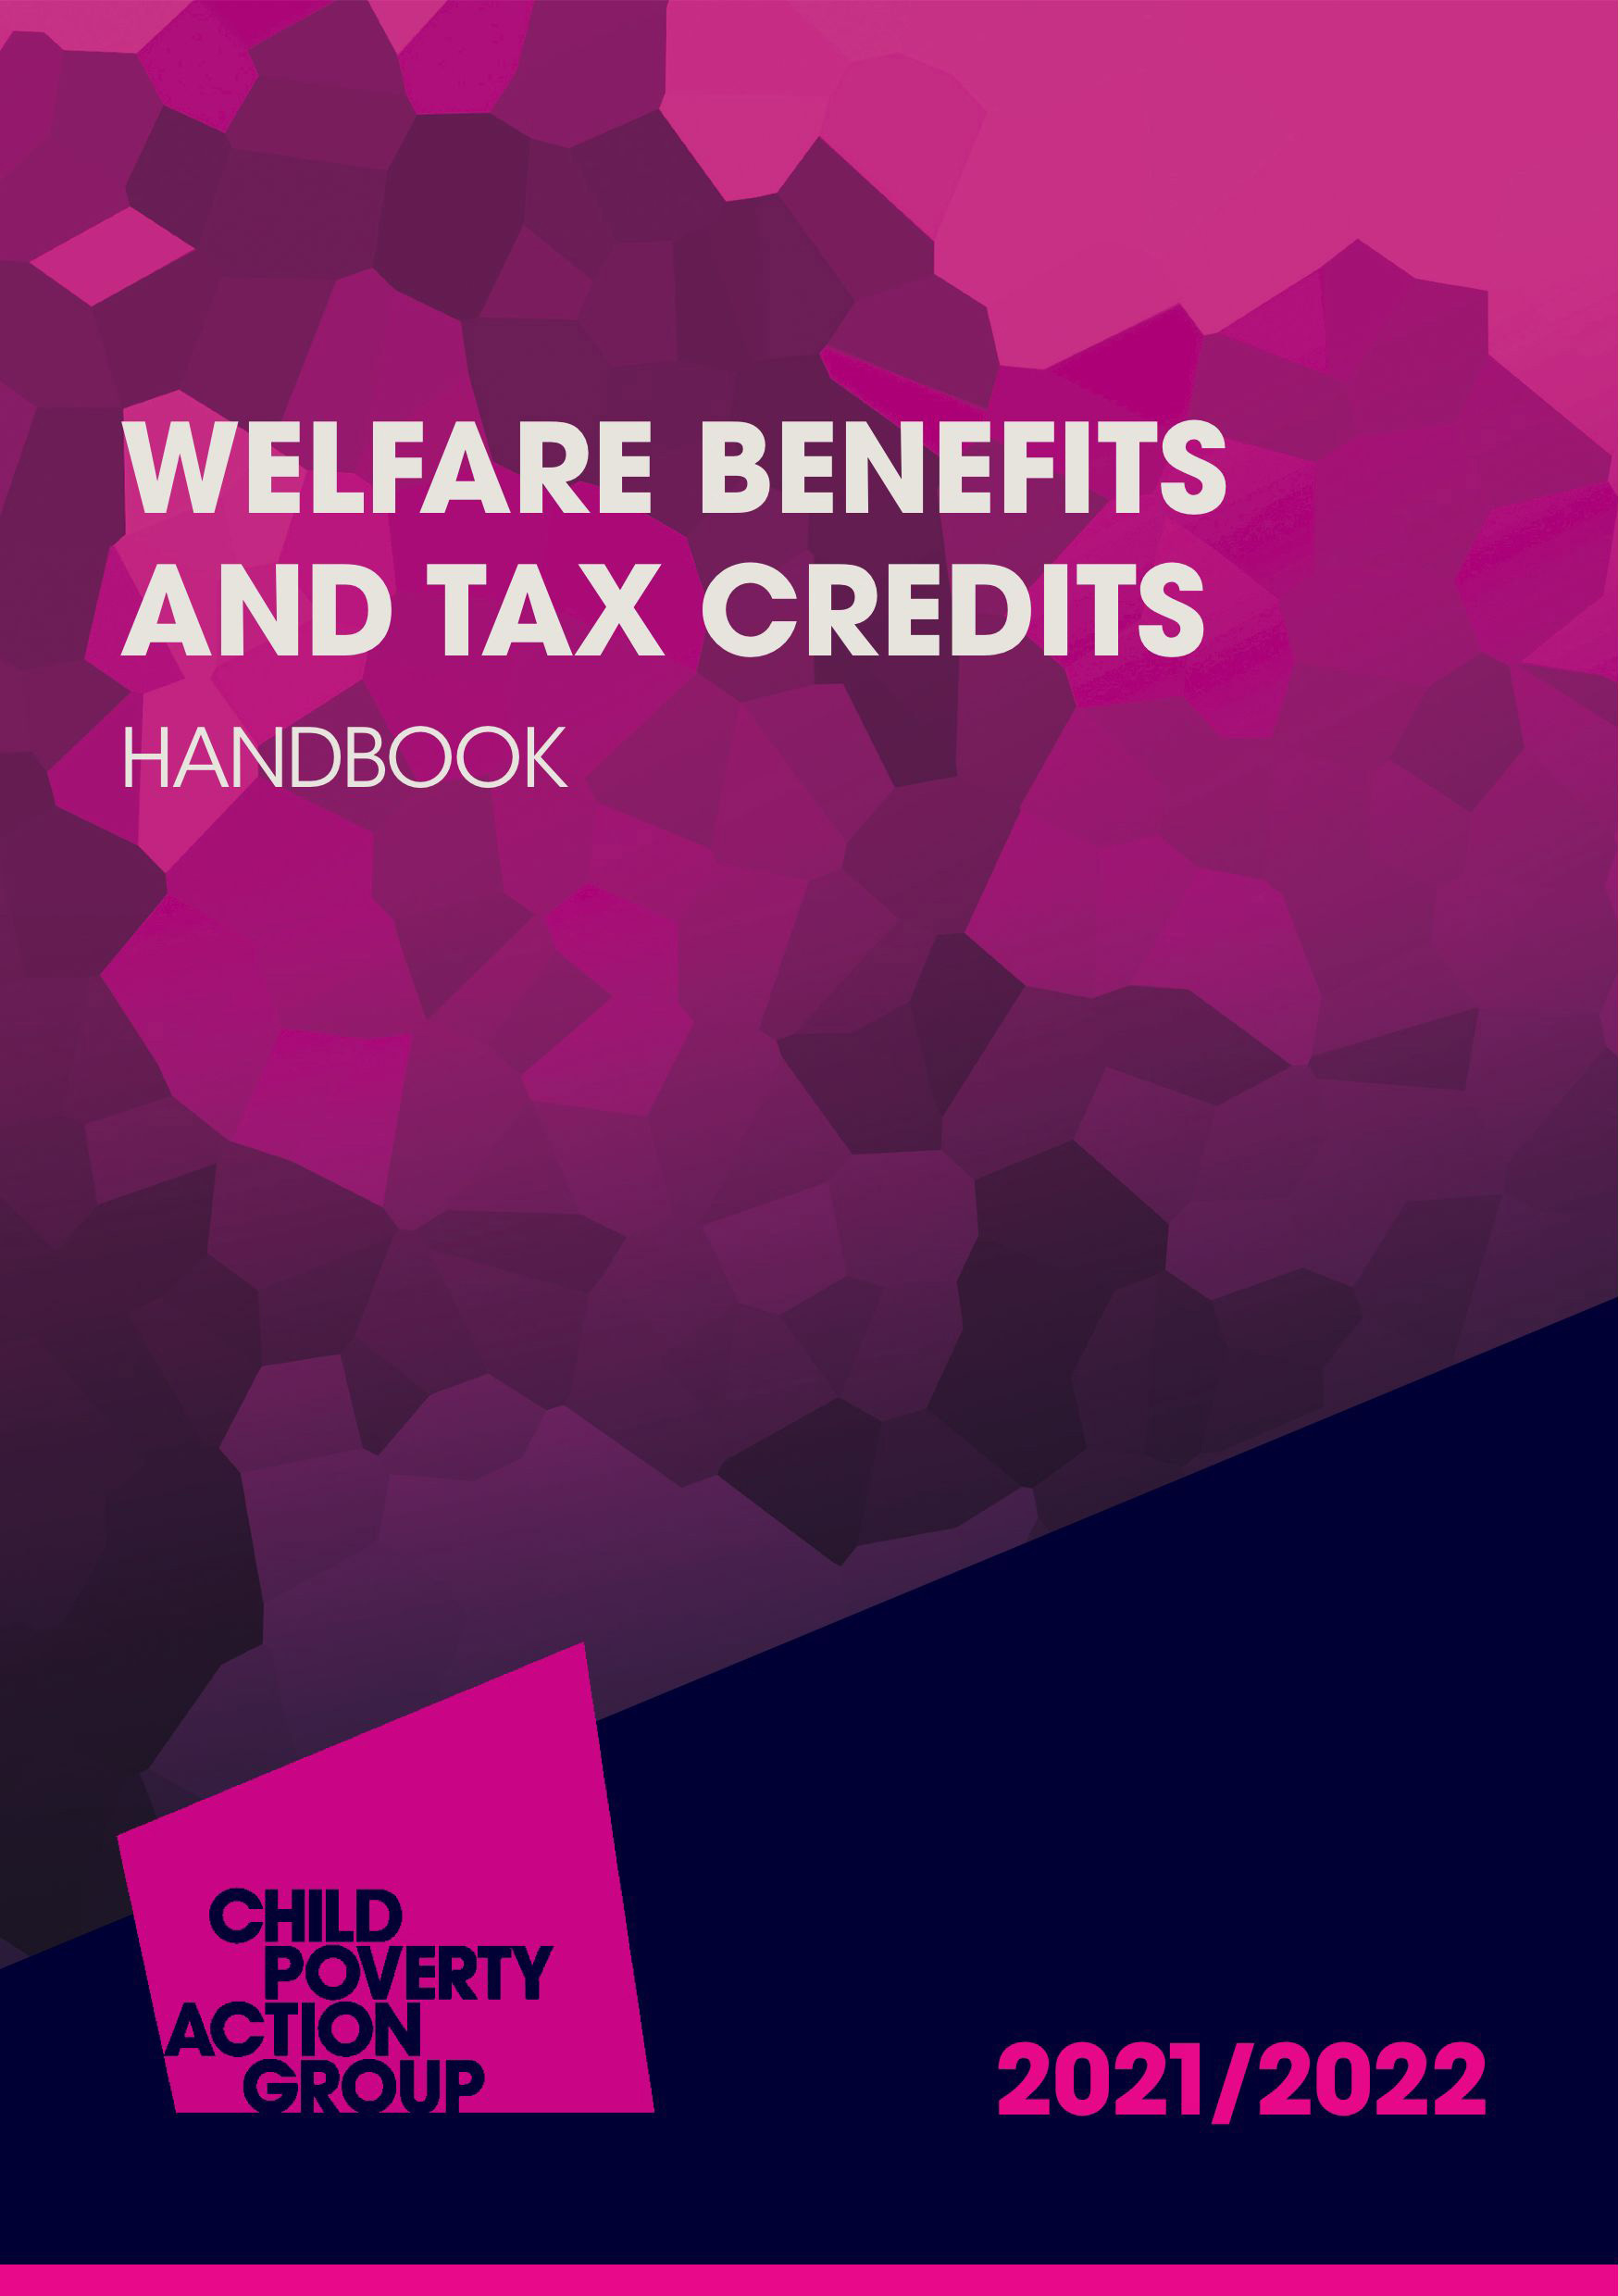 WELFARE BENEFITS
AND TAX CREDITS
HANDBOOK
CHILD
POVERTY
ACTION
GROUP
2021/2022